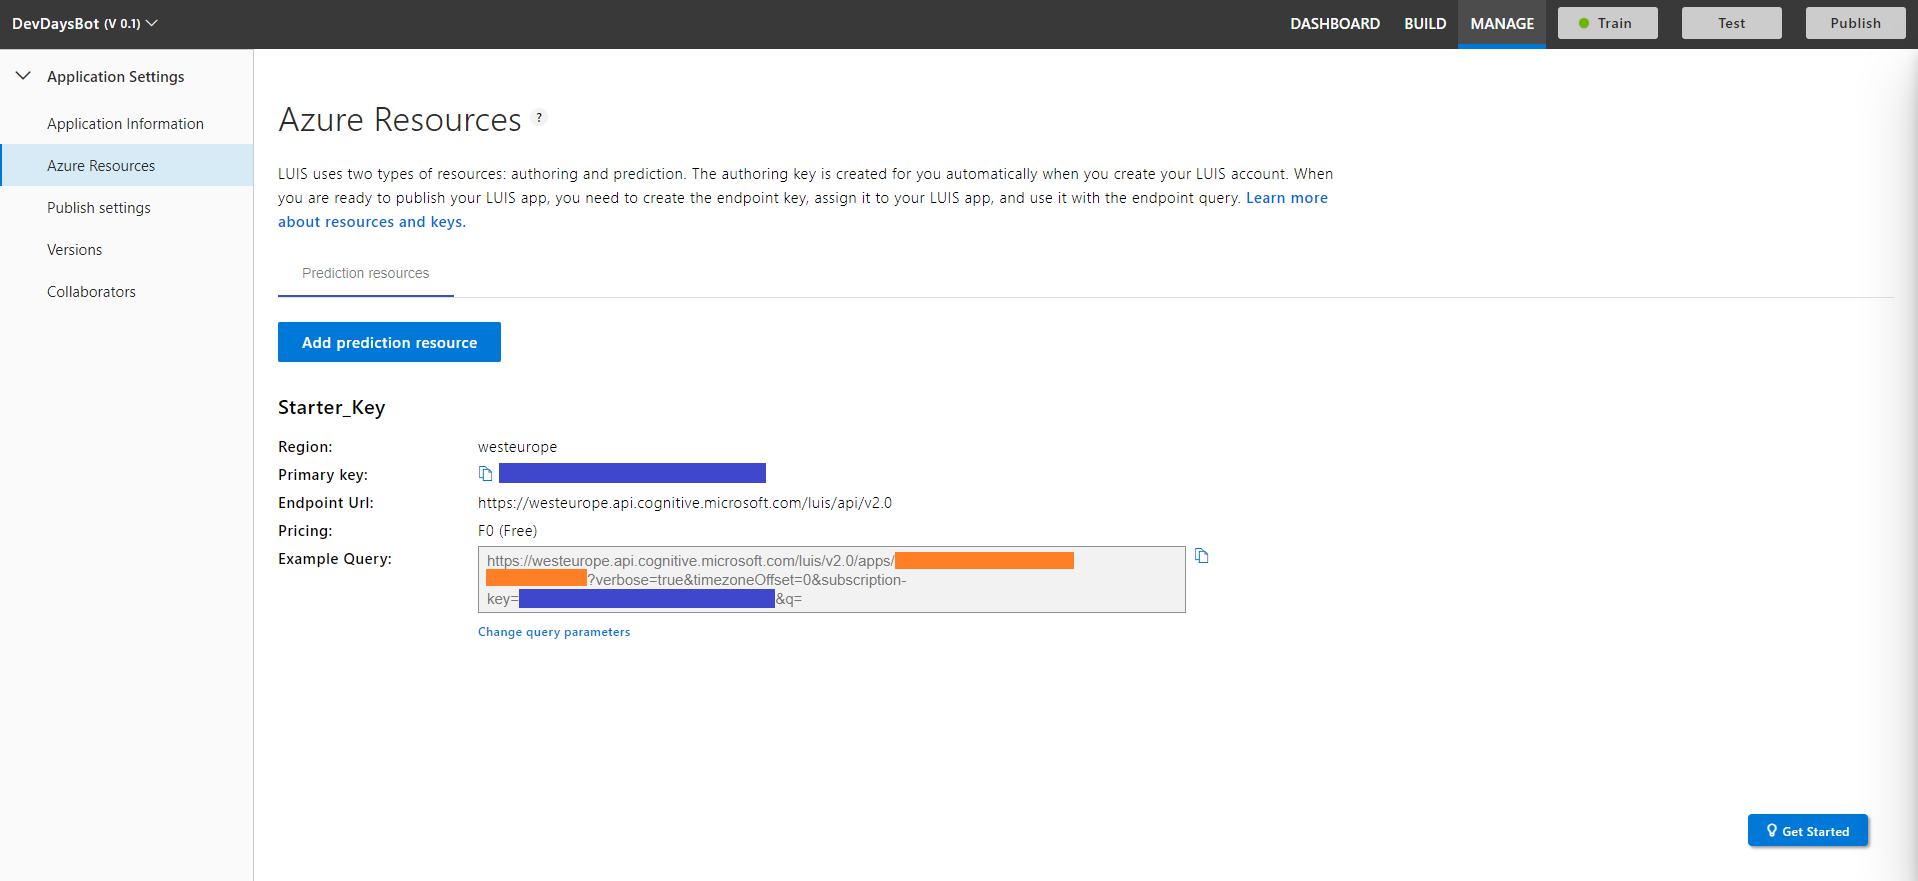 DevDaysBot (V 0.1)
DASHBOARD
BUILD
MANAGE
Train
Test
Publish
Application Settings
Application Information
Azure Resources
Publish settings
Versions
Collaborators
Azure Resources ?
LUIS uses two types of resources: authoring and prediction. The authoring key is created for you automatically when you create your LUIS account. When
you are ready to publish your LUIS app, you need to create the endpoint key, assign it to your LUIS app, and use it with the endpoint query. Learn more
about resources and keys.
Prediction resources
Add prediction resource
Starter_Key
Region: westeurope
Primary key:
Endpoint Url: https://westeurope.api.cognitive.microsoft.com/luis/api/v2.0
Pricing: F0 (Free)
Example Query: https://westeurope.api.cognitive.microsoft.com/luis/v2.0/apps/
?verbose=true&timezoneOffset=0&subscription-
key= &q=
Change query parameters
Get Started